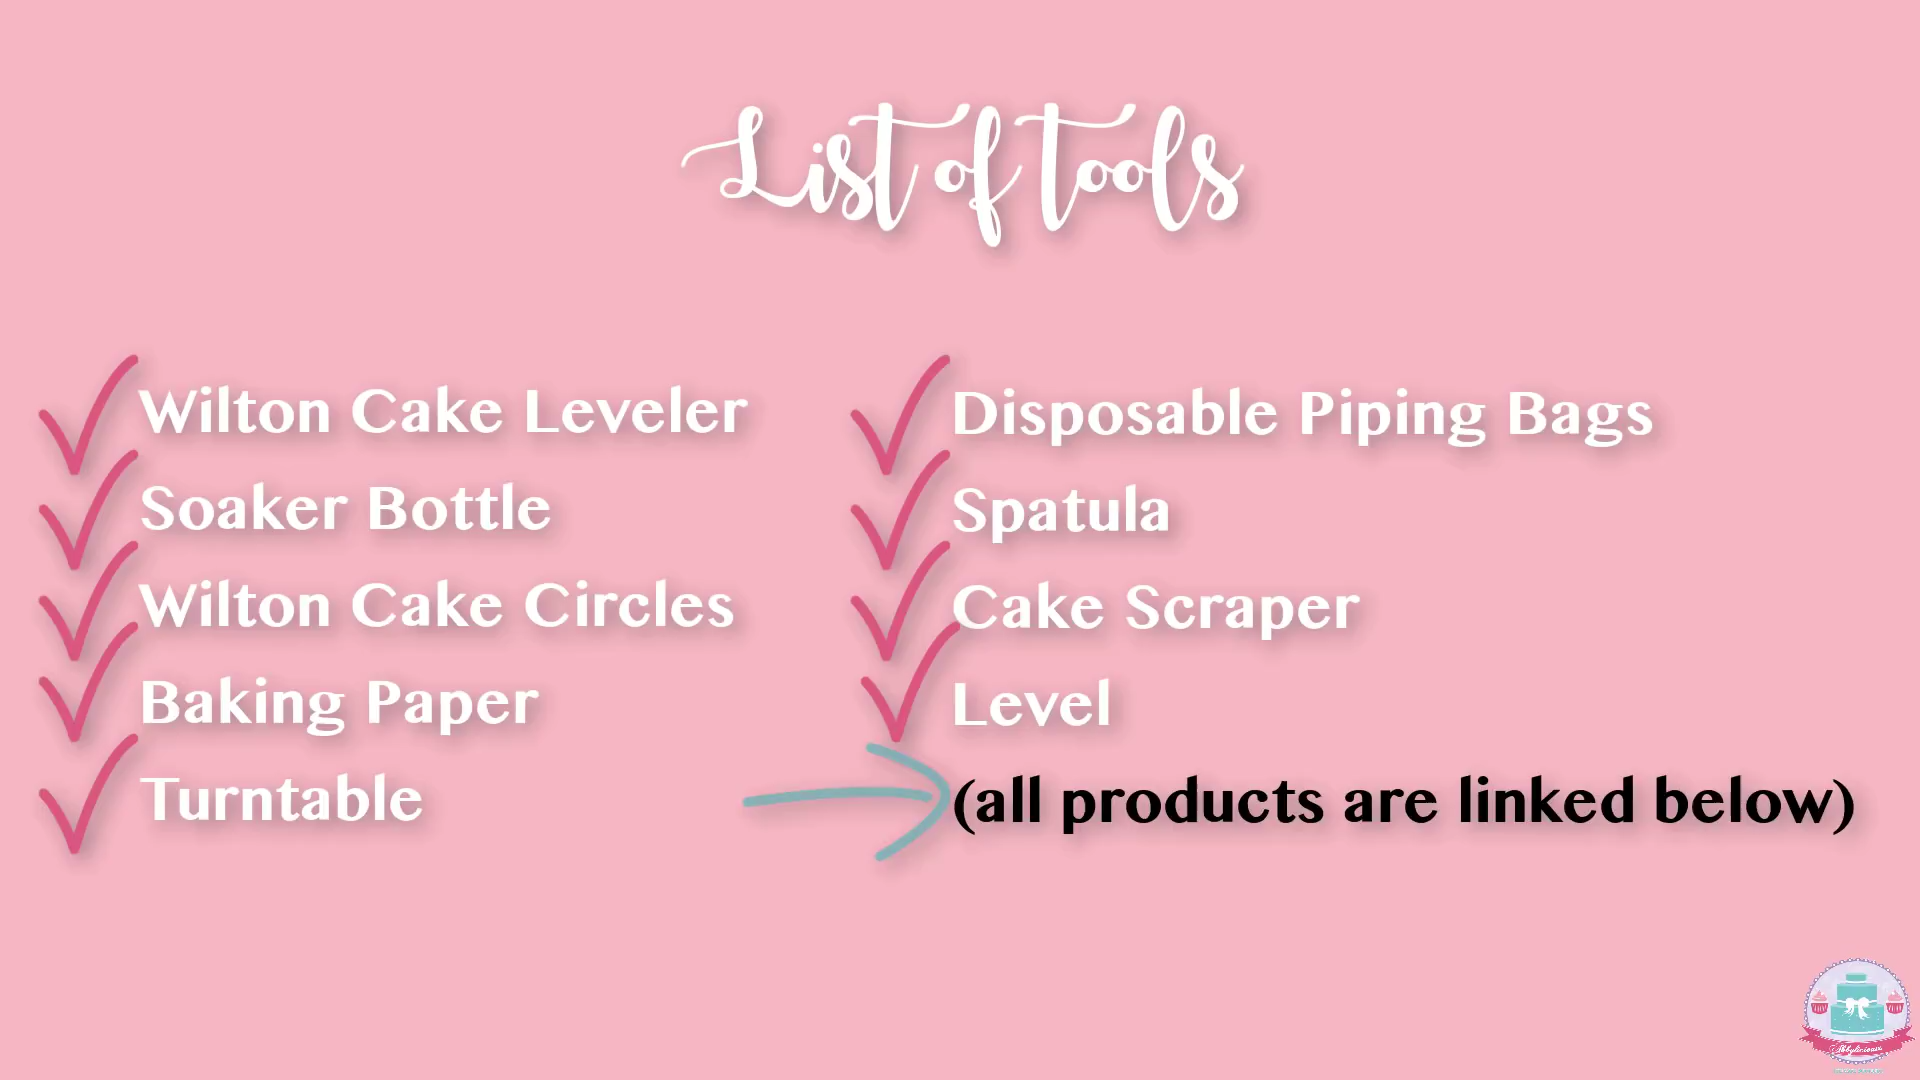 List of tools
Wilton Cake Leveler
Soaker Bottle
Wilton Cake Circles
Baking Paper
Turntable
Disposable Piping Bags
Spatula
Cake Scraper
Level
(all products are linked below)
Abbyliciousz